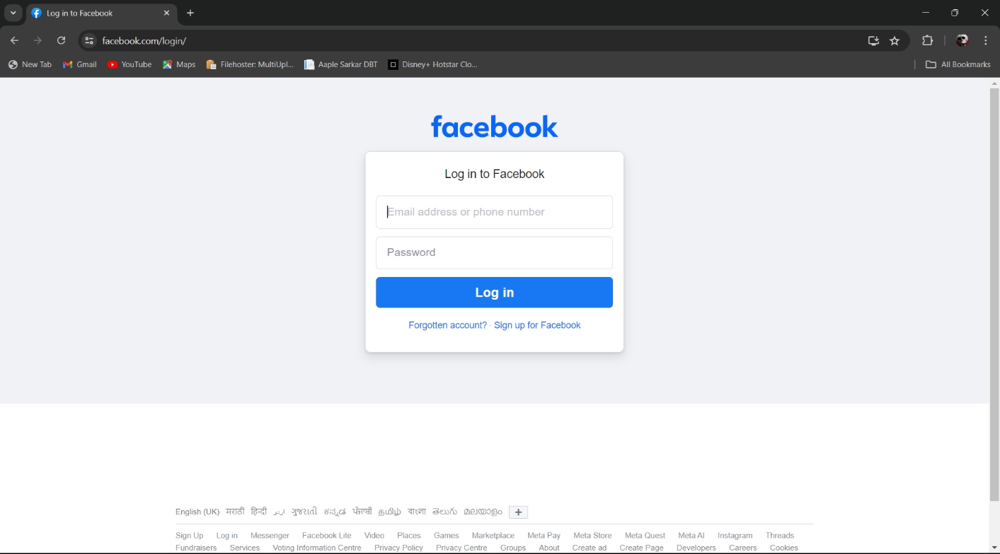 Log in to Facebook
facebook.com/login/
New Tab Gmail YouTube Maps Filehoster: MultiUpl... Aaple Sarkar DBT Disney+ Hotstar Clo... All Bookmarks
facebook
Log in to Facebook
Email address or phone number
Password
Log in
Forgotten account? · Sign up for Facebook
English (UK) मराठी हिन्दी اردو ગુજરાતી ಕನ್ನಡ ਪੰਜਾਬੀ தமிழ் বাংলা తెలుగు മലയാളം
Sign Up Log in Messenger Facebook Lite Video Places Games Marketplace Meta Pay Meta Store Meta Quest Meta AI Instagram Threads
Fundraisers Services Voting Information Centre Privacy Policy Privacy Centre Groups About Create ad Create Page Developers Careers Cookies